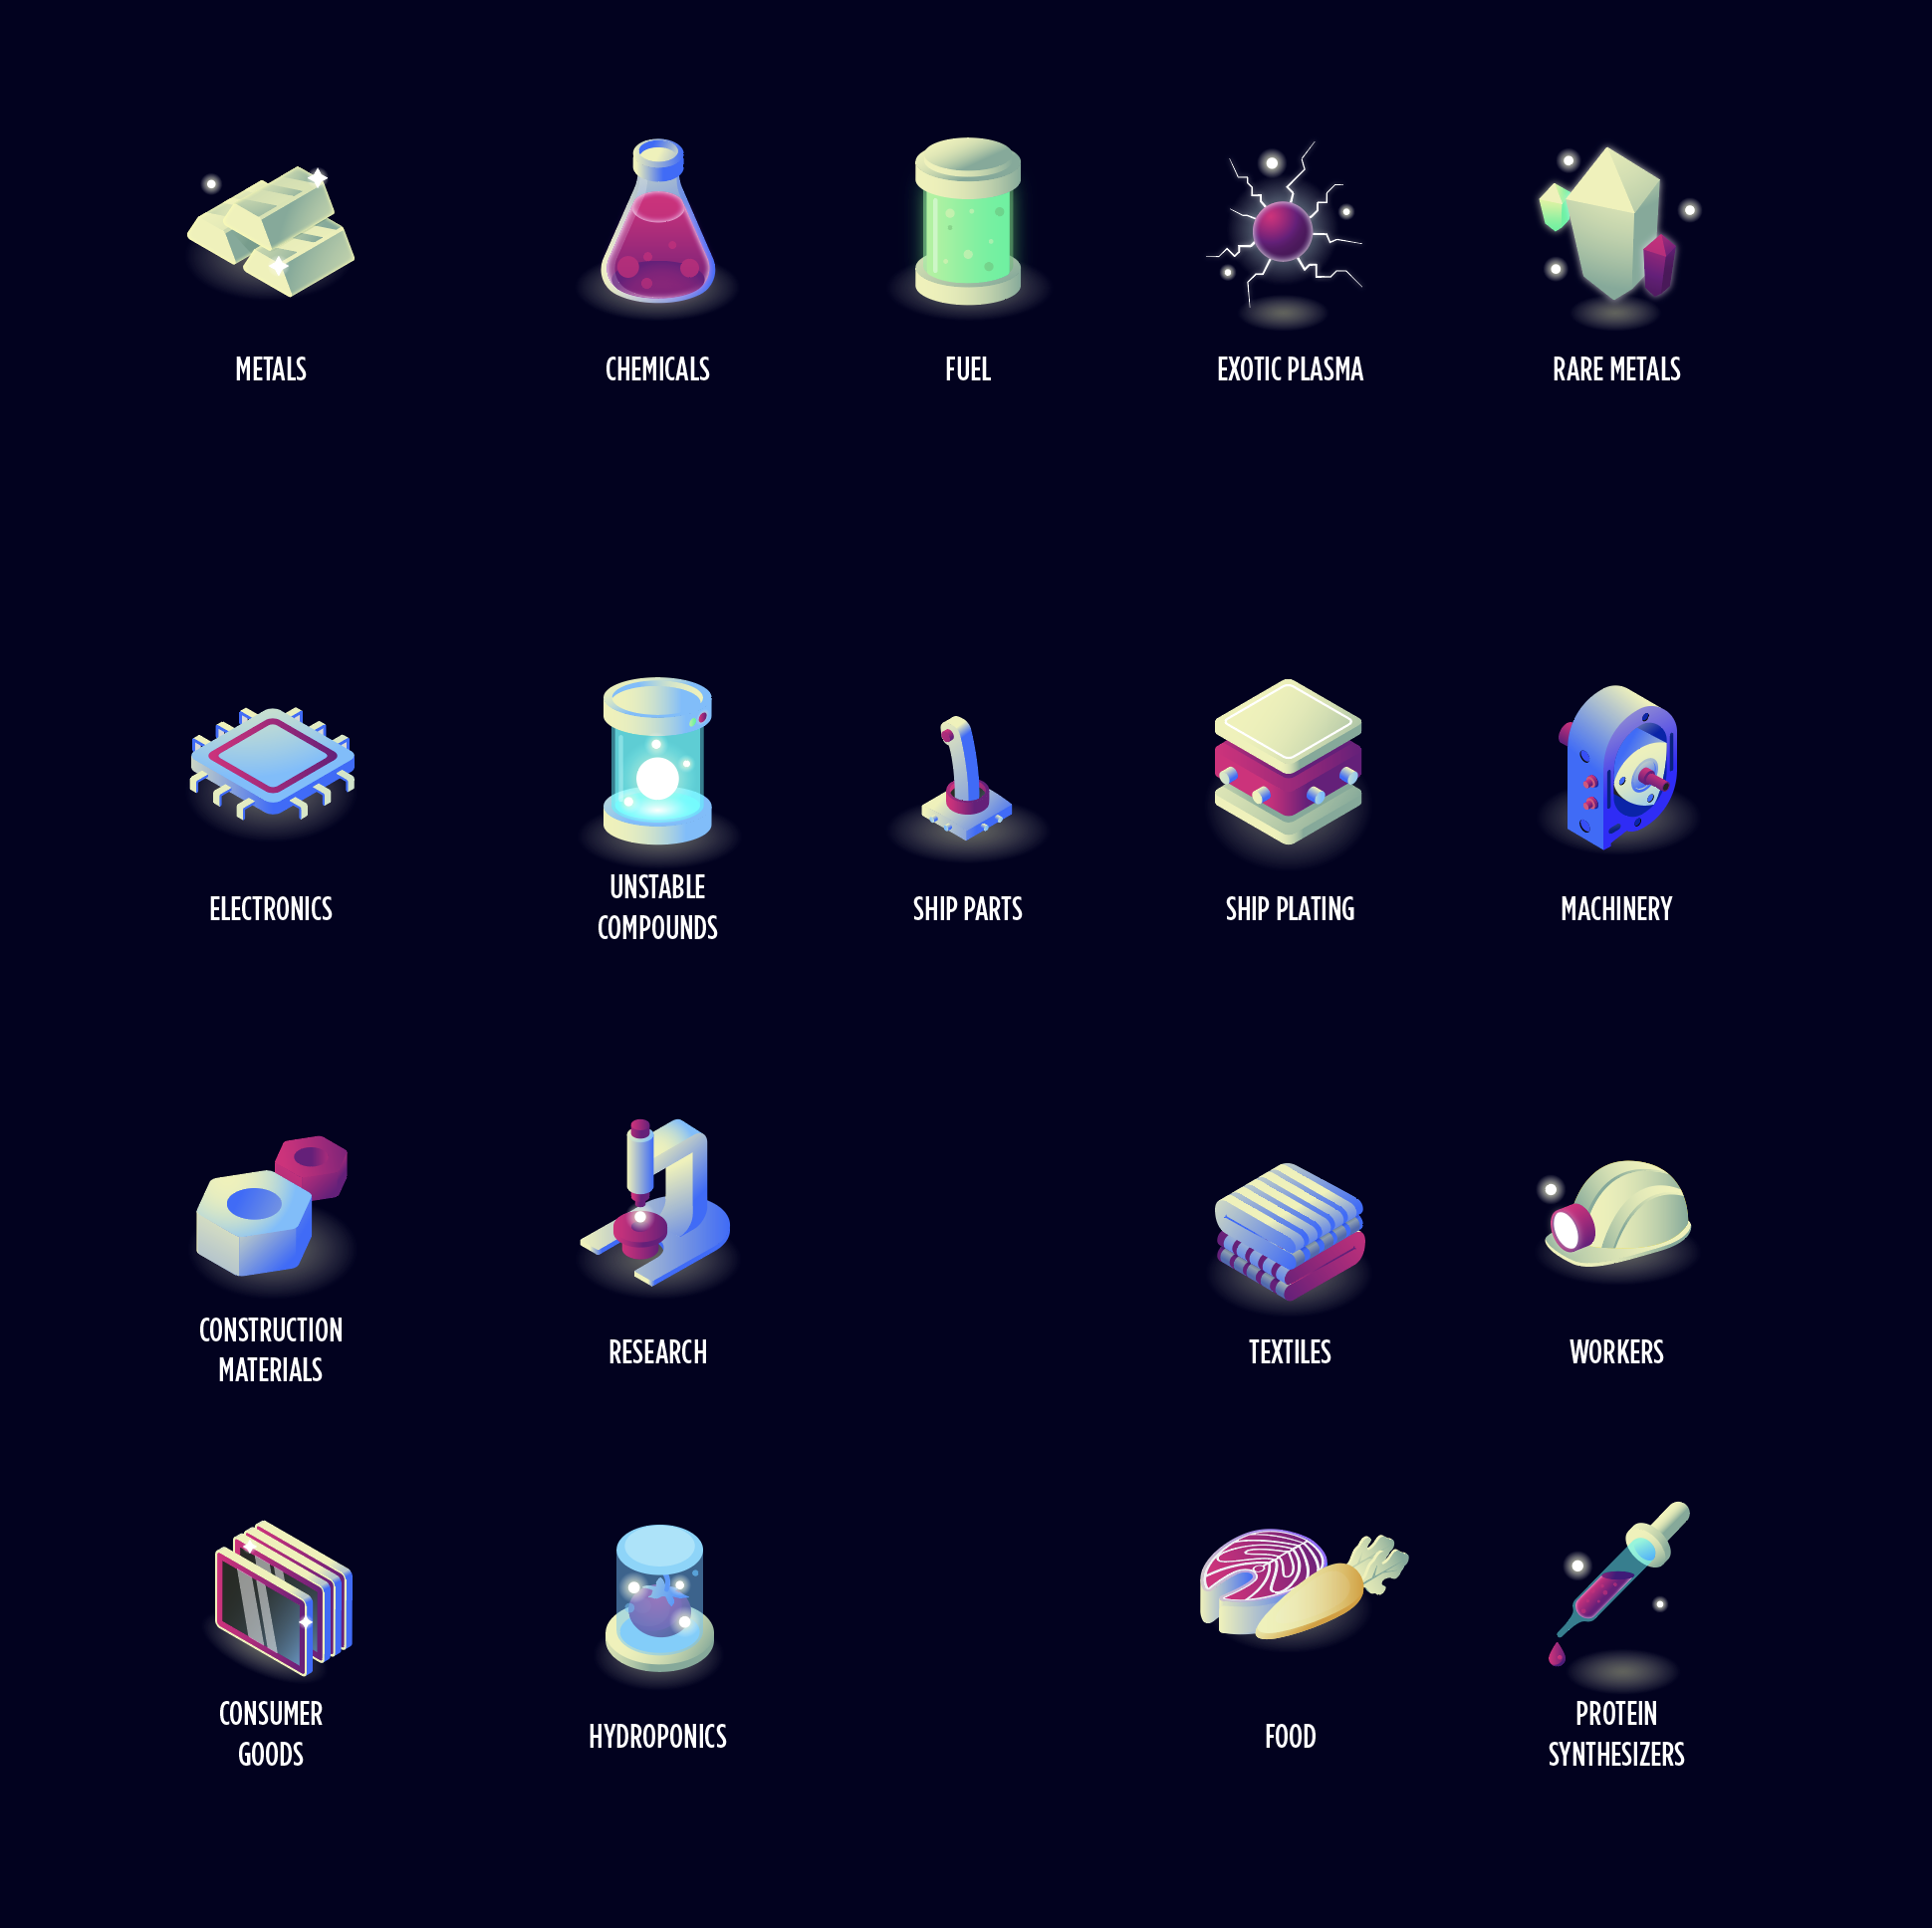 METALS
CHEMICALS
FUEL
EXOTIC PLASMA
RARE METALS
ELECTRONICS
UNSTABLE
COMPOUNDS
SHIP PARTS
SHIP PLATING
MACHINERY
CONSTRUCTION
MATERIALS
RESEARCH
TEXTILES
WORKERS
CONSUMER
GOODS
HYDROPONICS
FOOD
PROTEIN
SYNTHESIZERS